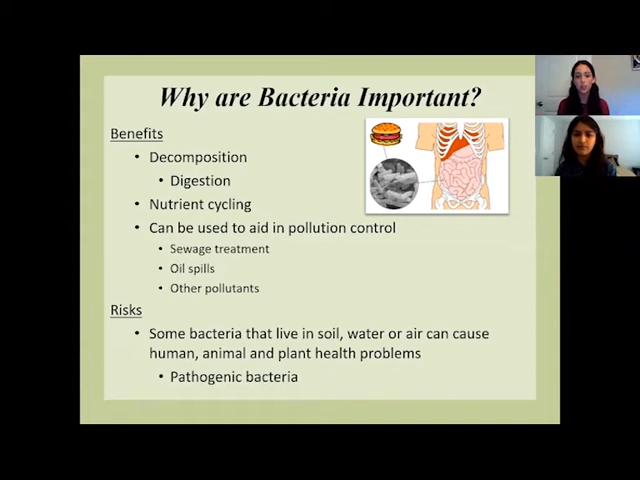 Why are Bacteria Important?
Benefits
• Decomposition
• Digestion
• Nutrient cycling
• Can be used to aid in pollution control
• Sewage treatment
• Oil spills
• Other pollutants
Risks
• Some bacteria that live in soil, water or air can cause
human, animal and plant health problems
• Pathogenic bacteria